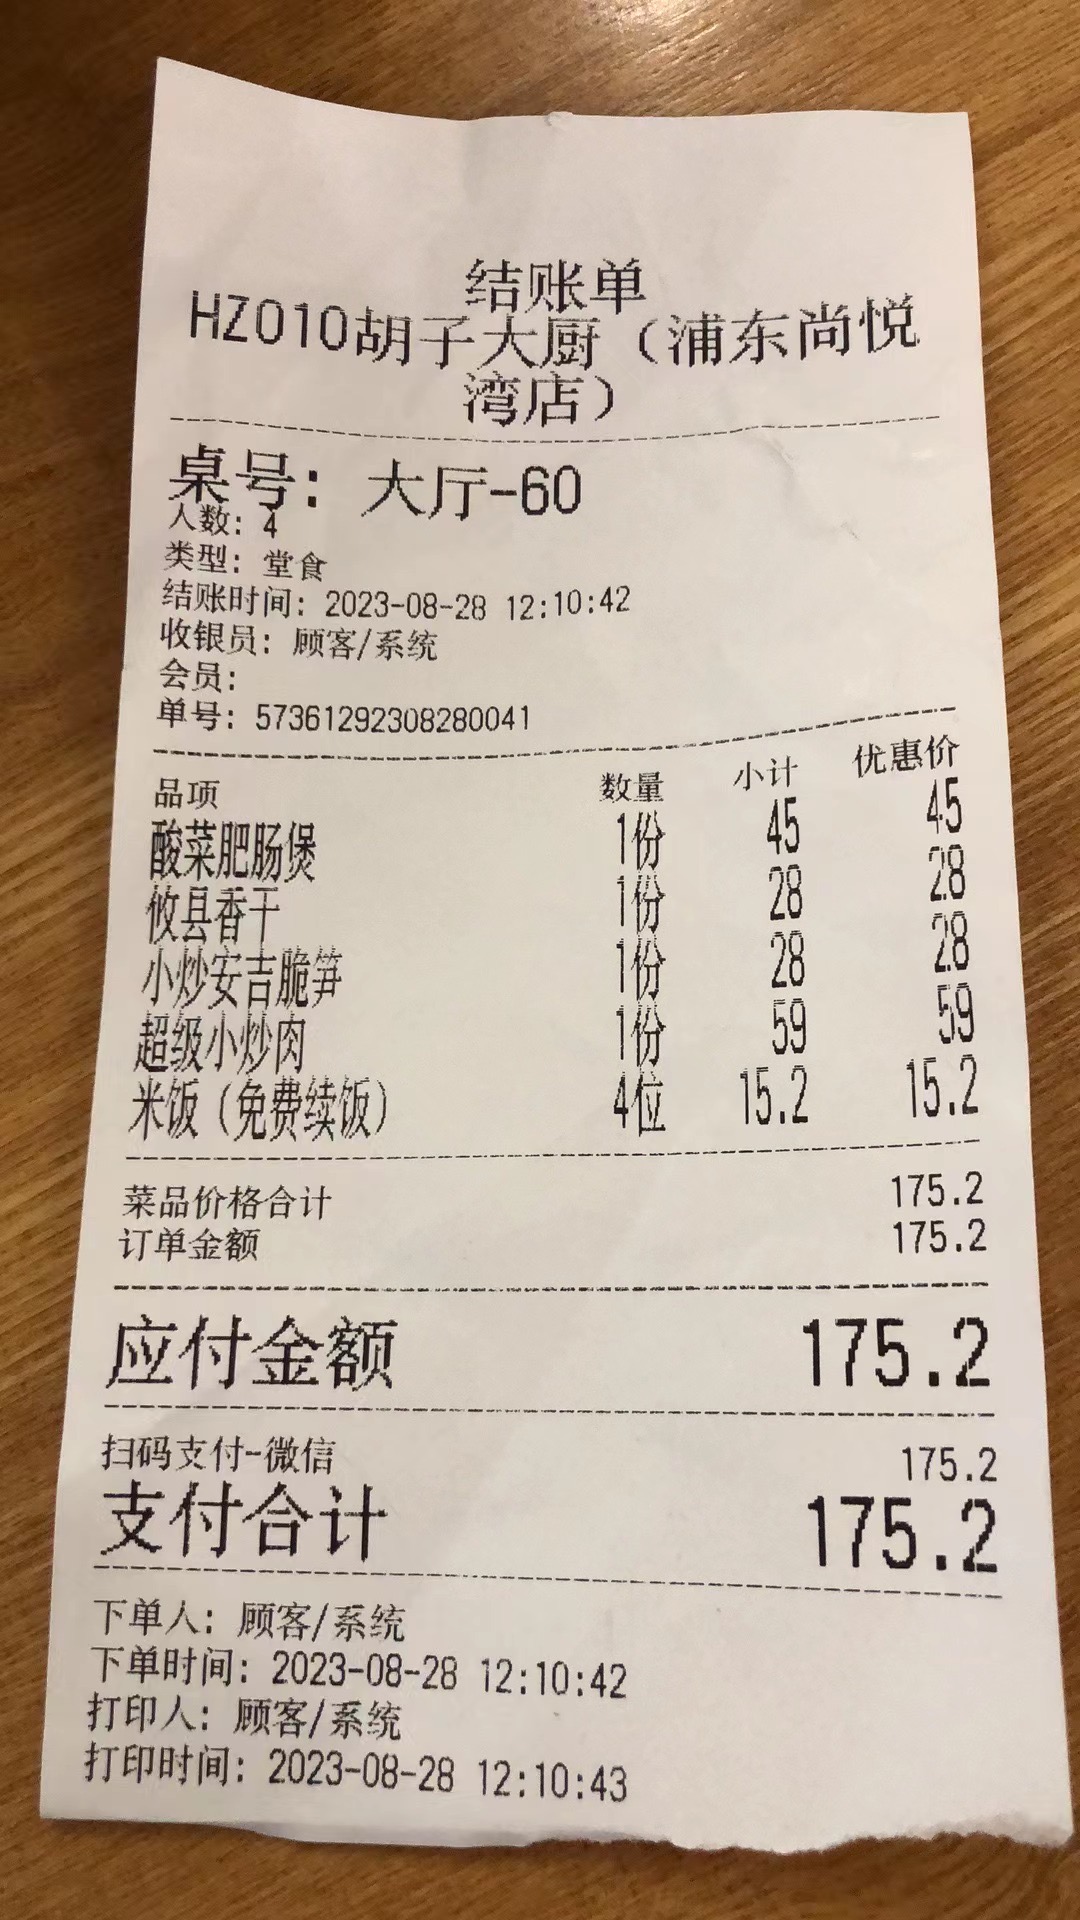 结账单
HZ010胡子大厨（浦东尚悦
湾店）
桌号: 大厅-60
人数: 4
类型: 堂食
结账时间: 2023-08-28 12:10:42
收银员: 顾客/系统
会员:
单号: 57361292308280041
品项 数量 小计 优惠价
酸菜肥肠煲 1份 45 45
攸县香干 1份 28 28
小炒安吉脆笋 1份 28 28
超级小炒肉 1份 59 59
米饭（免费续饭） 4位 15.2 15.2
菜品价格合计 175.2
订单金额 175.2
应付金额 175.2
扫码支付-微信 175.2
支付合计 175.2
下单人: 顾客/系统
下单时间: 2023-08-28 12:10:42
打印人: 顾客/系统
打印时间: 2023-08-28 12:10:43